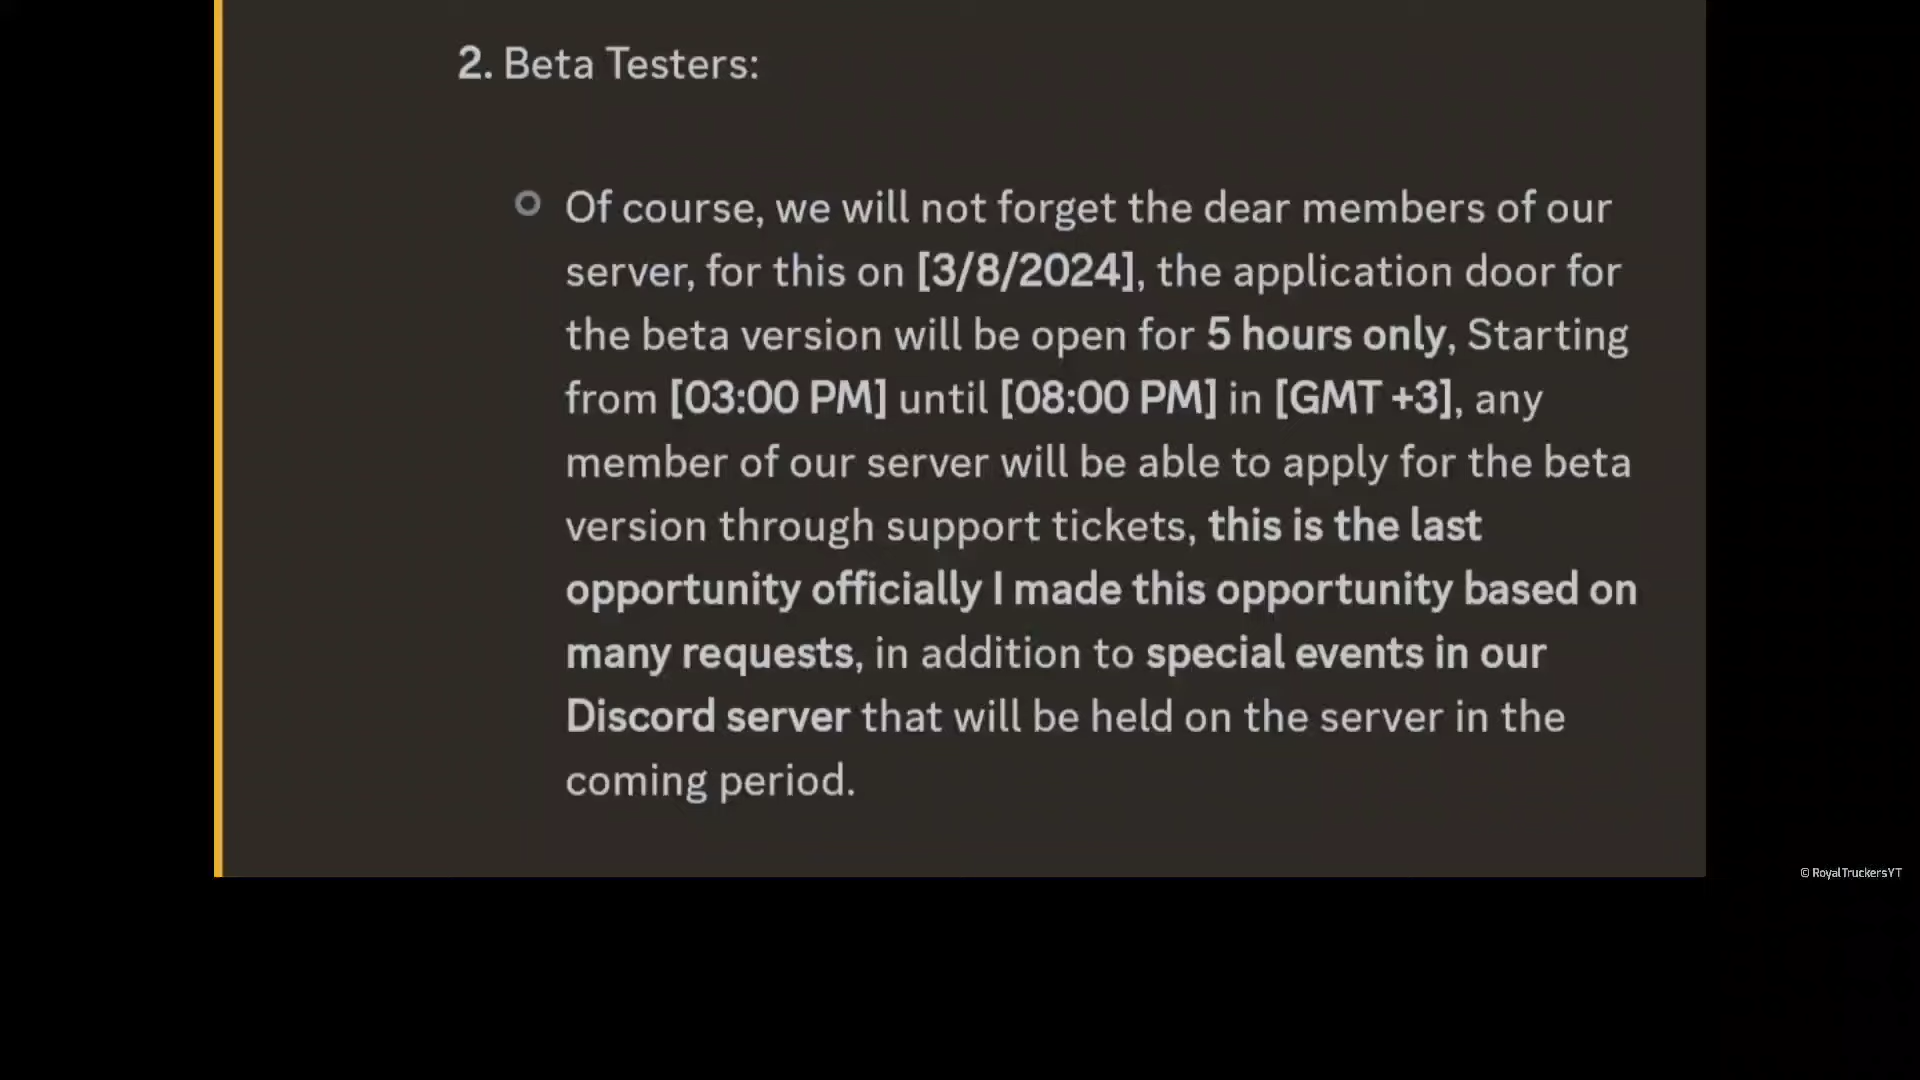 2. Beta Testers:
Of course, we will not forget the dear members of our
server, for this on [3/8/2024], the application door for
the beta version will be open for 5 hours only, Starting
from [03:00 PM] until [08:00 PM] in [GMT +3], any
member of our server will be able to apply for the beta
version through support tickets, this is the last
opportunity officially I made this opportunity based on
many requests, in addition to special events in our
Discord server that will be held on the server in the
coming period.
© RoyalTruckersYT